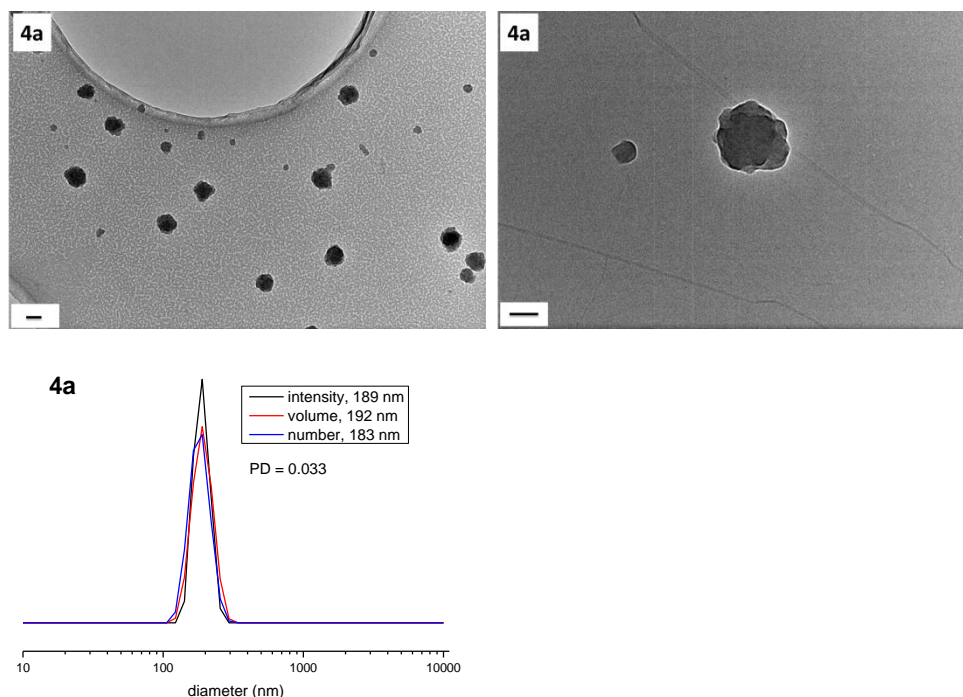 4a
4a
4a
intensity, 189 nm
volume, 192 nm
number, 183 nm
PD = 0.033
10 100 1000 10000
diameter (nm)